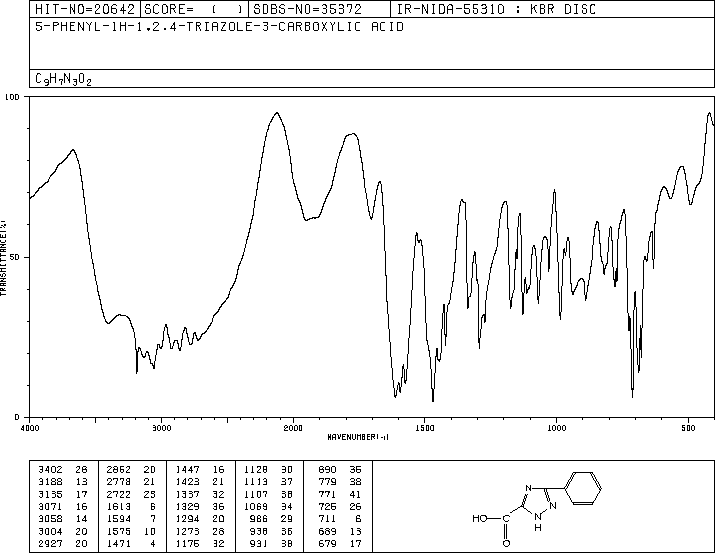 HIT-NO=20642 SCORE= ( ) SDBS-NO=35372 IR-NIDA-55310 : KBR DISC
5-PHENYL-1H-1,2,4-TRIAZOLE-3-CARBOXYLIC ACID
C9H7N3O2
100
TRANSMITTANCE(%)
50
0
4000 3000 2000 1500 1000 500
WAVENUMBER(-1)
3402 28 2862 20 1447 16 1128 30 890 35
3188 13 2778 21 1423 21 1113 37 779 38
3135 17 2722 23 1337 32 1107 38 771 41
3071 16 1613 6 1329 36 1069 34 725 26
3058 14 1594 7 1294 20 986 29 711 6
3004 20 1575 10 1273 28 938 36 689 13
2927 20 1471 4 1175 32 931 38 679 17
N
N
N
H
HO C
O